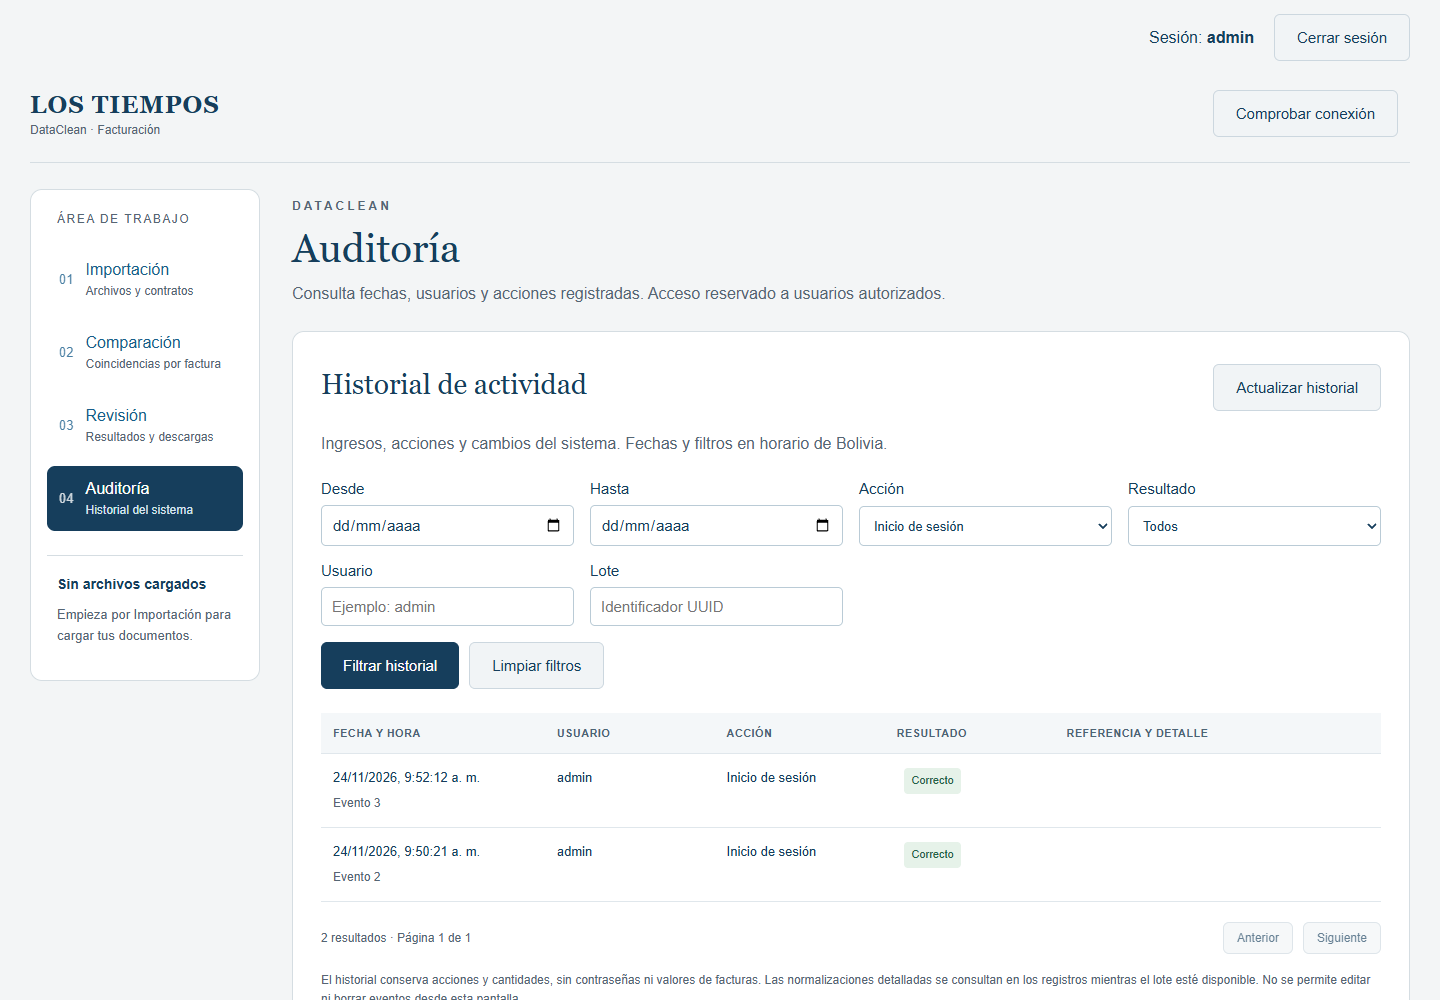 Sesión: admin
Cerrar sesión
LOS TIEMPOS
DataClean · Facturación
Comprobar conexión
ÁREA DE TRABAJO
01
Importación
Archivos y contratos
02
Comparación
Coincidencias por factura
03
Revisión
Resultados y descargas
04
Auditoría
Historial del sistema
Sin archivos cargados
Empieza por Importación para
cargar tus documentos.
DATACLEAN
Auditoría
Consulta fechas, usuarios y acciones registradas. Acceso reservado a usuarios autorizados.
Historial de actividad
Actualizar historial
Ingresos, acciones y cambios del sistema. Fechas y filtros en horario de Bolivia.
Desde
Hasta
Acción
Resultado
dd/mm/aaaa
dd/mm/aaaa
Inicio de sesión
Todos
Usuario
Lote
Ejemplo: admin
Identificador UUID
Filtrar historial
Limpiar filtros
FECHA Y HORA USUARIO ACCIÓN RESULTADO REFERENCIA Y DETALLE
24/11/2026, 9:52:12 a. m. admin Inicio de sesión Correcto
Evento 3
24/11/2026, 9:50:21 a. m. admin Inicio de sesión Correcto
Evento 2
2 resultados · Página 1 de 1
Anterior
Siguiente
El historial conserva acciones y cantidades, sin contraseñas ni valores de facturas. Las normalizaciones detalladas se consultan en los registros mientras el lote esté disponible. No se permite editar
ni borrar eventos desde esta pantalla.